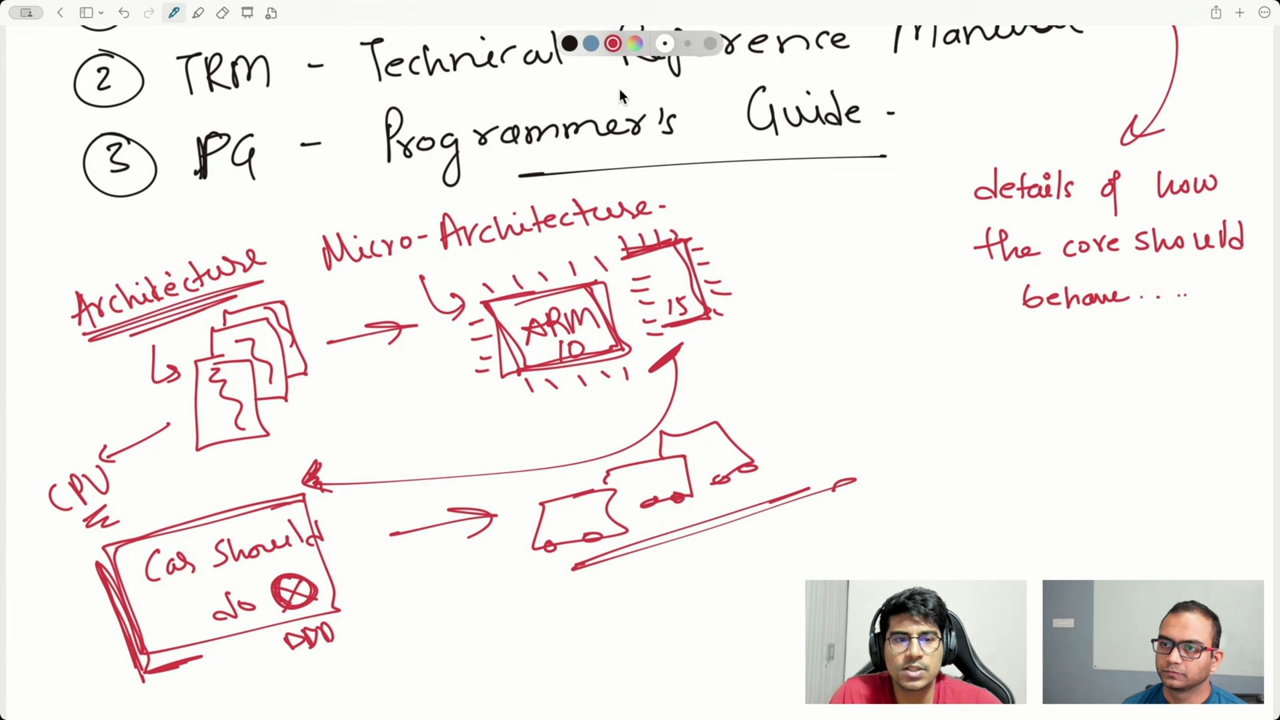 ② TRM - Technical Reference Manual
③ PG - Programmer's Guide.
details of how
the core should
behave.....
Architecture
Micro-Architecture.
ARM
10
15
CPU
Car Should
do
DDD